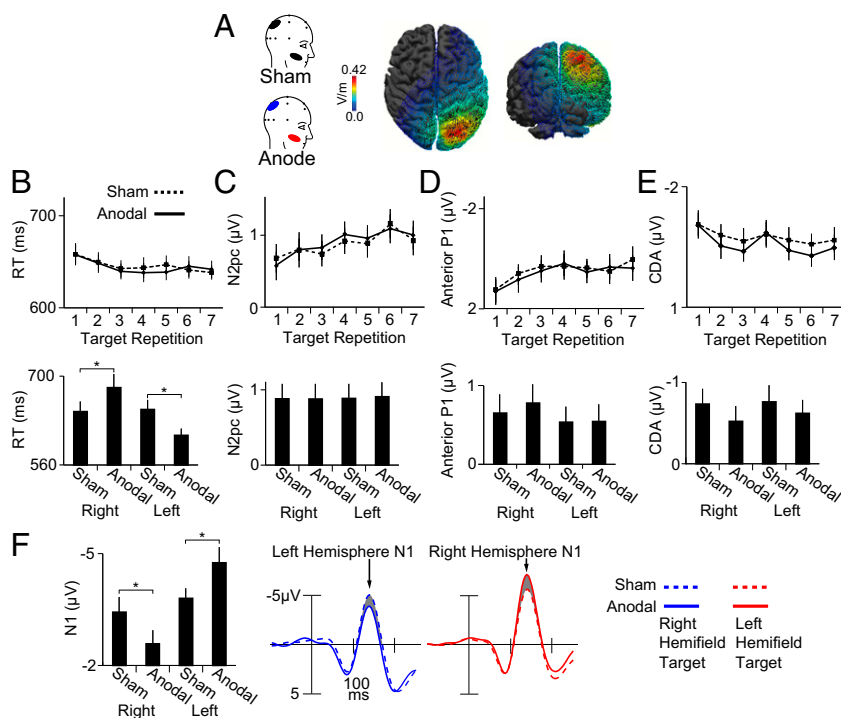 A
Sham
Anode
0.42
V/m
0.0
B
Sham
Anodal
700
600
RT (ms)
1 2 3 4 5 6 7
Target Repetition
C
1
0
N2pc (μV)
1 2 3 4 5 6 7
Target Repetition
D
-2
2
Anterior P1 (μV)
1 2 3 4 5 6 7
Target Repetition
E
-2
1
CDA (μV)
1 2 3 4 5 6 7
Target Repetition
700
560
RT (ms)
* *
Sham Anodal Sham Anodal
Right Left
1
0
N2pc (μV)
Sham Anodal Sham Anodal
Right Left
1
0
Anterior P1 (μV)
Sham Anodal Sham Anodal
Right Left
-1
0
CDA (μV)
Sham Anodal Sham Anodal
Right Left
F
-5
-2
N1 (μV)
* *
Sham Anodal Sham Anodal
Right Left
Left Hemisphere N1
-5μV
5
100
ms
Right Hemisphere N1
Sham
Anodal
Right
Hemifield
Target
Left
Hemifield
Target